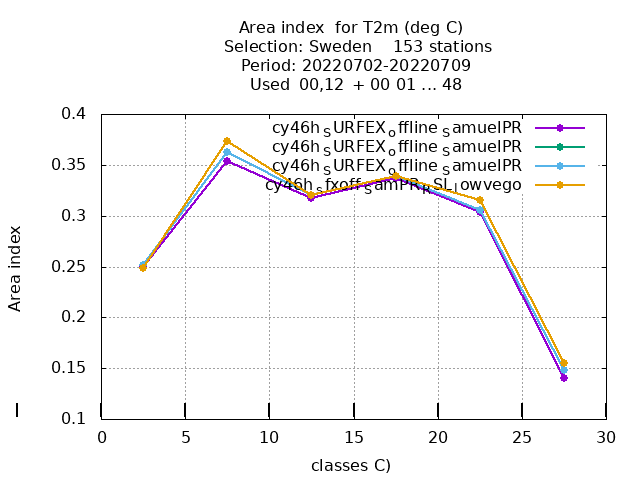 Area index  for T2m (deg C)
Selection: Sweden    153 stations
Period: 20220702-20220709
Used  00,12  + 00 01 ... 48
cy46h_SURFEX_offline_SamuelPR
cy46h_SURFEX_offline_SamuelPR
cy46h_SURFEX_offline_SamuelPR
cy46h_sfxoff_SamPR_RSL_lowvego
0.4
0.35
0.3
0.25
0.2
0.15
0.1
Area index
0 5 10 15 20 25 30
classes C)